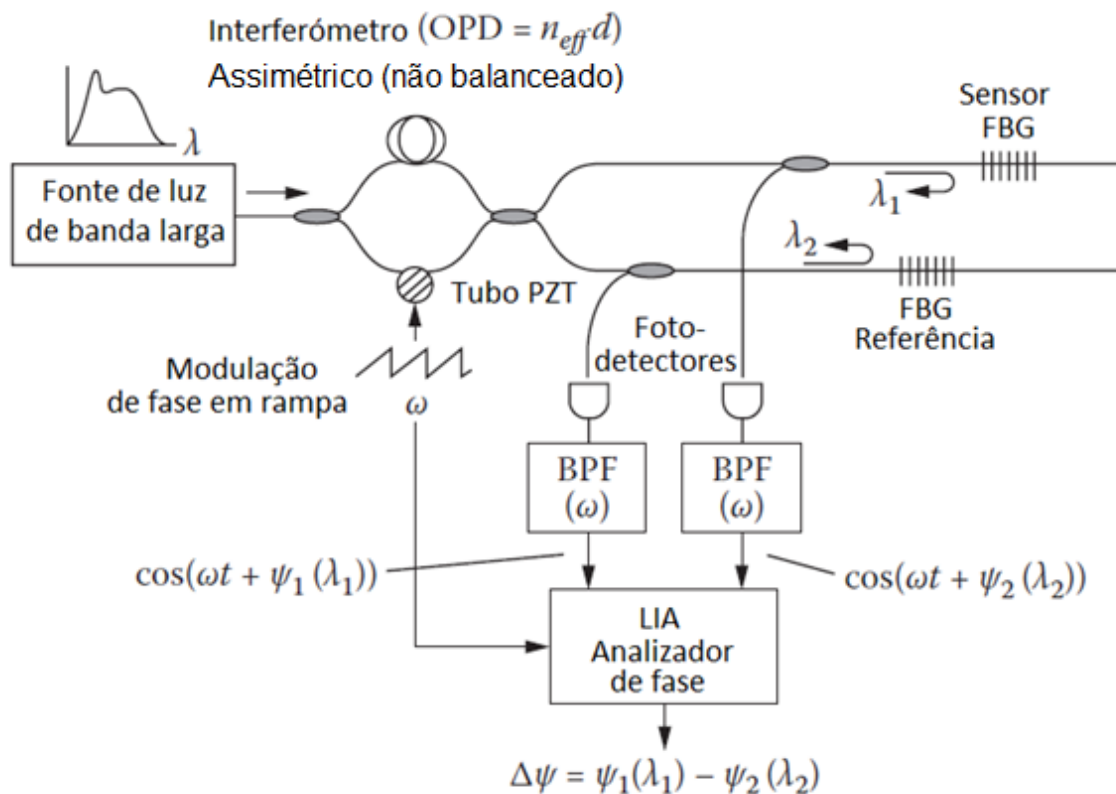 Interferómetro (OPD = n_eff·d)
Assimétrico (não balanceado)
λ
Fonte de luz
de banda larga
Sensor
FBG
λ₁
λ₂
Tubo PZT
FBG
Referência
Foto-
detectores
Modulação
de fase em rampa
ω
BPF
(ω)
BPF
(ω)
cos(ωt + ψ₁ (λ₁))
cos(ωt + ψ₂ (λ₂))
LIA
Analizador
de fase
Δψ = ψ₁(λ₁) − ψ₂ (λ₂)